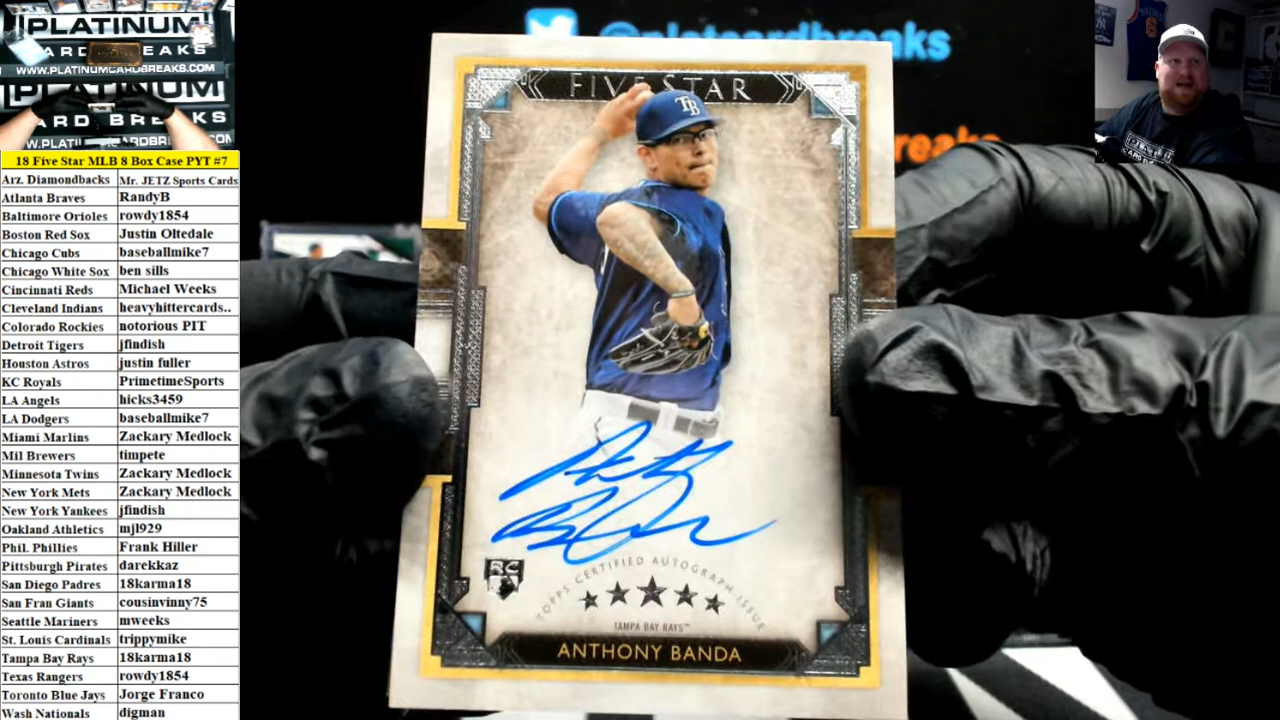 PLATINUM
ARD BREAKS
WWW.PLATINUMCARDBREAKS.COM
PLATINUM
ARD BREAKS
18 Five Star MLB 8 Box Case PYT #7
Arz. Diamondbacks Mr. JETZ Sports Cards
Atlanta Braves RandyB
Baltimore Orioles rowdy1854
Boston Red Sox Justin Oltedale
Chicago Cubs baseballmike7
Chicago White Sox ben sills
Cincinnati Reds Michael Weeks
Cleveland Indians heavyhittercards..
Colorado Rockies notorious PIT
Detroit Tigers jfindish
Houston Astros justin fuller
KC Royals PrimetimeSports
LA Angels hicks3459
LA Dodgers baseballmike7
Miami Marlins Zackary Medlock
Mil Brewers timpete
Minnesota Twins Zackary Medlock
New York Mets Zackary Medlock
New York Yankees jfindish
Oakland Athletics mjl929
Phil. Phillies Frank Hiller
Pittsburgh Pirates darekkaz
San Diego Padres 18karma18
San Fran Giants cousinvinny75
Seattle Mariners mweeks
St. Louis Cardinals trippymike
Tampa Bay Rays 18karma18
Texas Rangers rowdy1854
Toronto Blue Jays Jorge Franco
Wash Nationals digman
@platcardbreaks
breaks
FIVE STAR
TB
RC
TOPPS CERTIFIED AUTOGRAPH ISSUE
TAMPA BAY RAYS™
ANTHONY BANDA